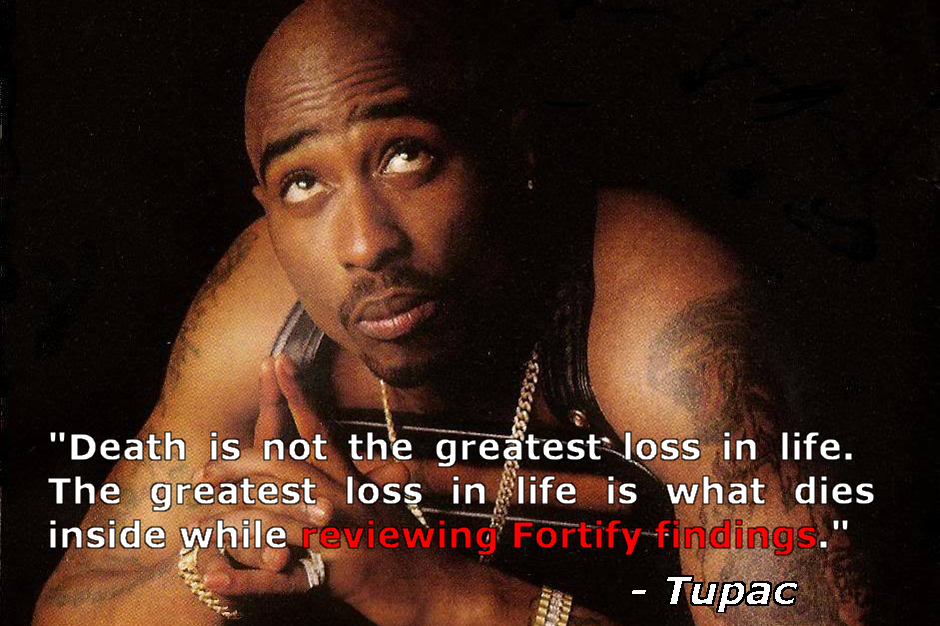 "Death is not the greatest loss in life.
The greatest loss in life is what dies
inside while reviewing Fortify findings."
- Tupac